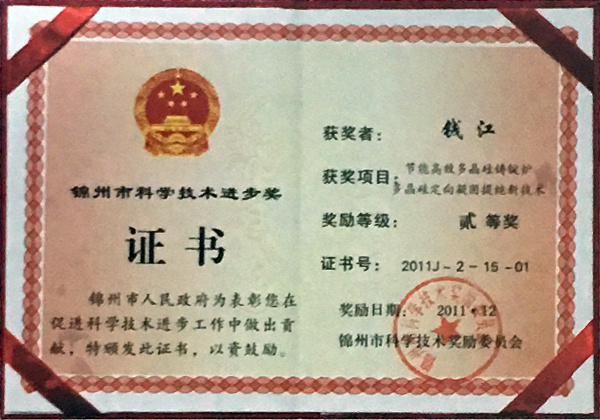 锦州市科学技术进步奖
证书
锦州市人民政府为表彰您在
促进科学技术进步工作中做出贡
献，特颁发此证书，以资鼓励。
获奖者：钱江
获奖项目：节能高效多晶硅铸锭炉
多晶硅定向凝固提纯新技术
奖励等级：贰等奖
证书号：2011J-2-15-01
奖励日期：2011·12
锦州市科学技术奖励委员会